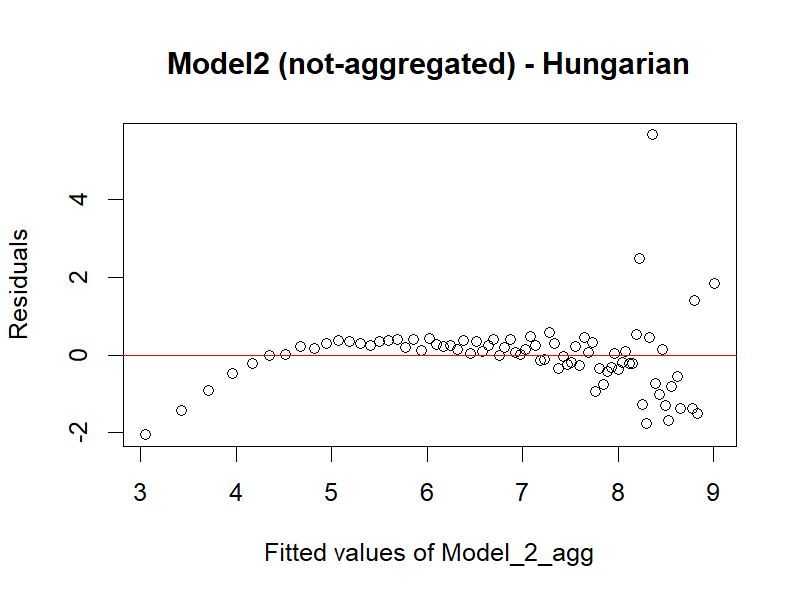 Model2 (not-aggregated) - Hungarian
Residuals
4
2
0
-2
3 4 5 6 7 8 9
Fitted values of Model_2_agg